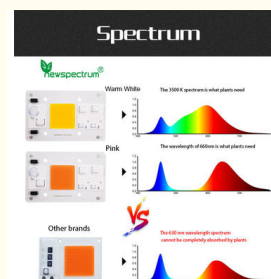 Spectrum
Newspectrum®
Warm White
The 3500 K spectrum is what plants need
Pink
The wavelength of 660nm is what plants need
VS
Other brands
The 630 nm wavelength spectrum
cannot be completely absorbed by plants